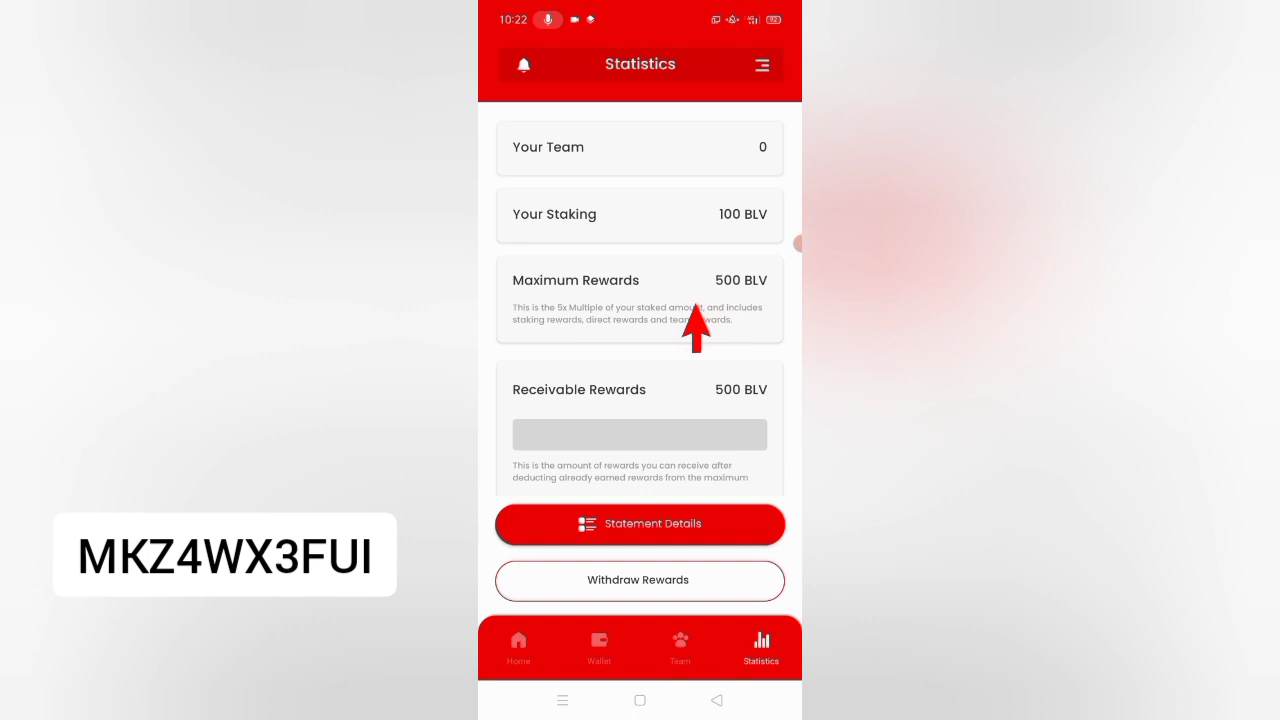 10:22
92
Statistics
Your Team 0
Your Staking 100 BLV
Maximum Rewards 500 BLV
This is the 5x Multiple of your staked amount, and includes
staking rewards, direct rewards and team rewards.
Receivable Rewards 500 BLV
This is the amount of rewards you can receive after
deducting already earned rewards from the maximum
Statement Details
Withdraw Rewards
Home Wallet Team Statistics
MKZ4WX3FUI